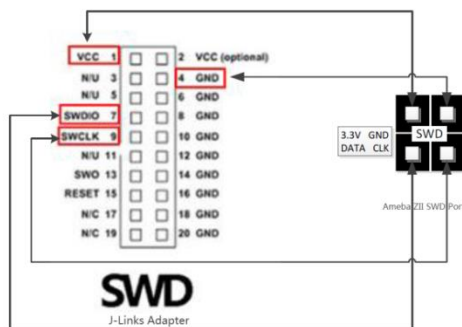 VCC 1 2 VCC (optional)
N/U 3 4 GND
N/U 5 6 GND
SWDIO 7 8 GND
SWCLK 9 10 GND
N/U 11 12 GND
SWO 13 14 GND
RESET 15 16 GND
N/C 17 18 GND
N/C 19 20 GND
SWD
J-Links Adapter
3.3V GND
DATA CLK
SWD
Ameba ZII SWD Por